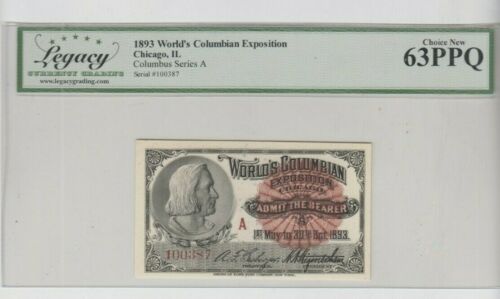 Legacy
CURRENCY GRADING
www.legacygrading.com
1893 World's Columbian Exposition
Chicago, IL
Columbus Series A
Serial #100387
Choice New
63PPQ
WORLD'S COLUMBIAN
EXPOSITION
CHICAGO
ADMIT THE BEARER
A
1ST May to 30TH Oct. 1893.
A
100387
PRESIDENT